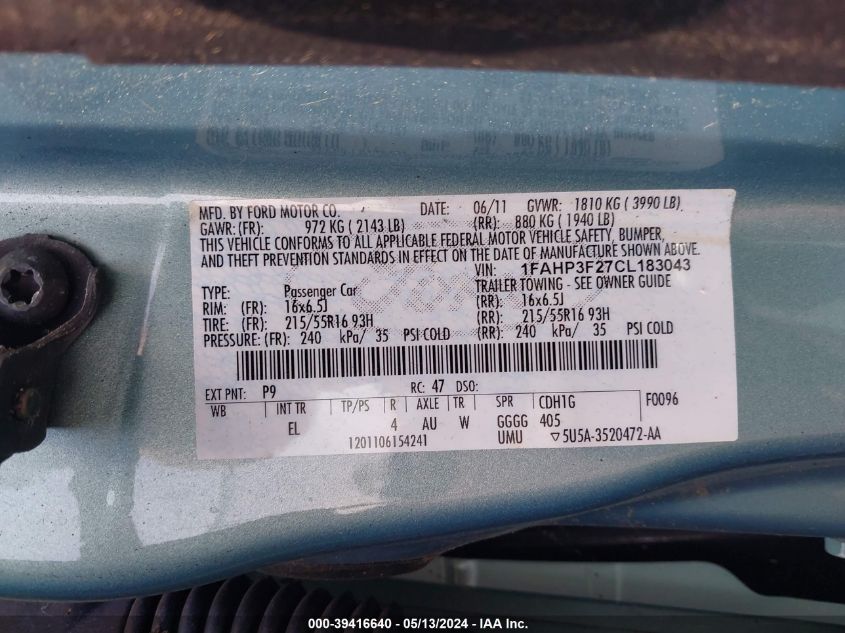 MFD. BY FORD MOTOR CO. DATE: 06/11 GVWR: 1810 KG ( 3990 LB)
GAWR: (FR): 972 KG ( 2143 LB) (RR): 880 KG ( 1940 LB)
THIS VEHICLE CONFORMS TO ALL APPLICABLE FEDERAL MOTOR VEHICLE SAFETY, BUMPER,
AND THEFT PREVENTION STANDARDS IN EFFECT ON THE DATE OF MANUFACTURE SHOWN ABOVE.
VIN: 1FAHP3F27CL183043
TYPE: Passenger Car TRAILER TOWING - SEE OWNER GUIDE
RIM: (FR): 16x6.5J (RR): 16x6.5J
TIRE: (FR): 215/55R16 93H (RR): 215/55R16 93H
PRESSURE: (FR): 240 kPa/ 35 PSI COLD (RR): 240 kPa/ 35 PSI COLD
EXT PNT: P9 RC: 47 DSO:
WB INT TR TP/PS R AXLE TR SPR CDH1G F0096
EL 4 AU W GGGG 405
1201106154241 UMU ▽5U5A-3520472-AA
000-39416640 - 05/13/2024 - IAA Inc.